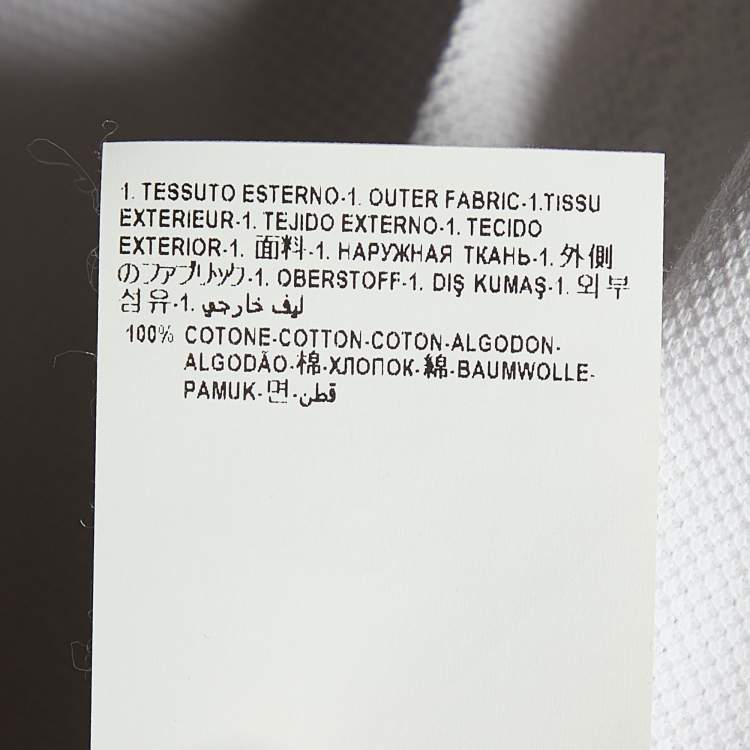 1. TESSUTO ESTERNO-1. OUTER FABRIC-1.TISSU
EXTERIEUR-1. TEJIDO EXTERNO-1. TECIDO
EXTERIOR-1. 面料-1. НАРУЖНАЯ ТКАНЬ-1. 外側
のファブリック-1. OBERSTOFF-1. DIŞ KUMAŞ-1. 외부
섬유-1. ليف خارجي
100% COTONE-COTTON-COTON-ALGODON-
ALGODÃO-棉-ХЛОПОК-綿-BAUMWOLLE-
PAMUK-면-قطن